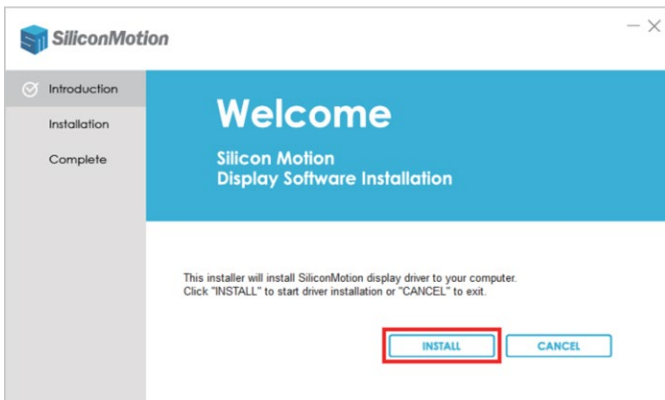 SiliconMotion
Introduction
Installation
Complete
Welcome
Silicon Motion
Display Software Installation
This installer will install SiliconMotion display driver to your computer.
Click "INSTALL" to start driver installation or "CANCEL" to exit.
INSTALL
CANCEL